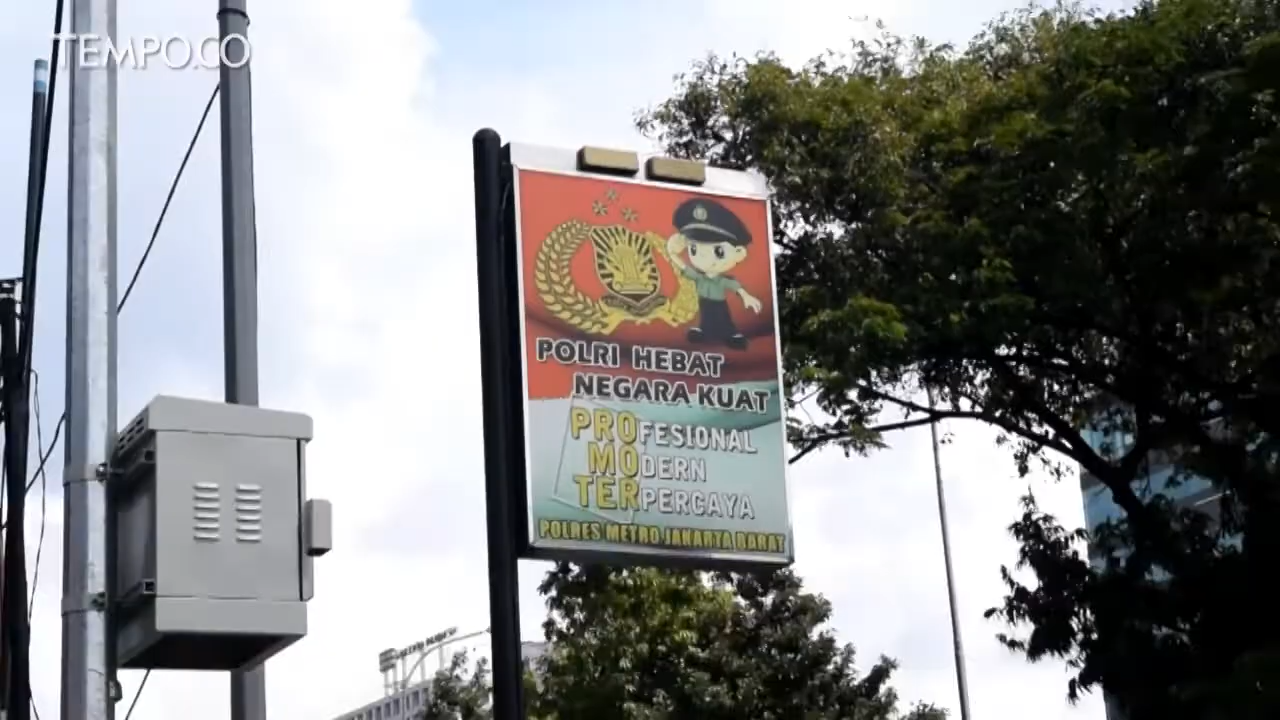 TEMPO.CO
POLRI HEBAT
NEGARA KUAT
PROFESIONAL
MODERN
TERPERCAYA
POLRES METRO JAKARTA BARAT